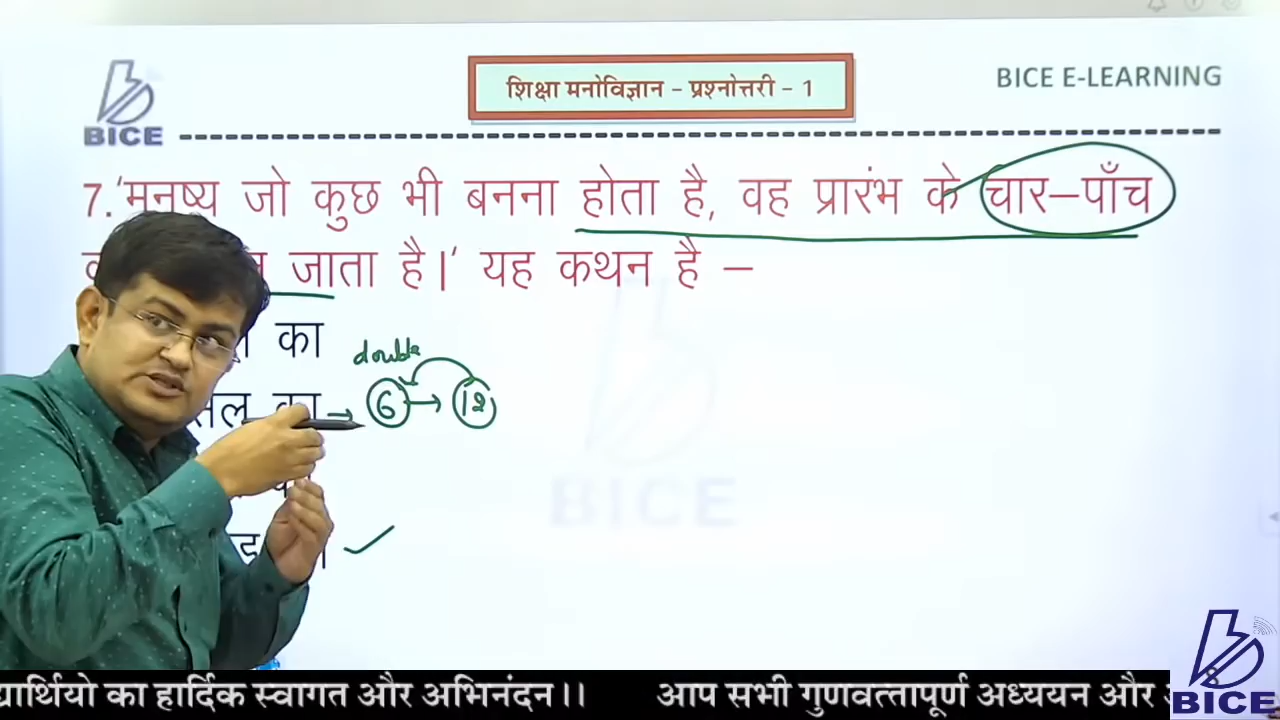 BICE
शिक्षा मनोविज्ञान – प्रश्नोत्तरी – 1
BICE E-LEARNING
7. 'मनुष्य जो कुछ भी बनना होता है, वह प्रारंभ के चार–पाँच
जाता है।' यह कथन है –
का
double
का → 6 → 12
BICE
का हार्दिक स्वागत और अभिनंदन।। आप सभी गुणवत्तापूर्ण अध्ययन और
BICE